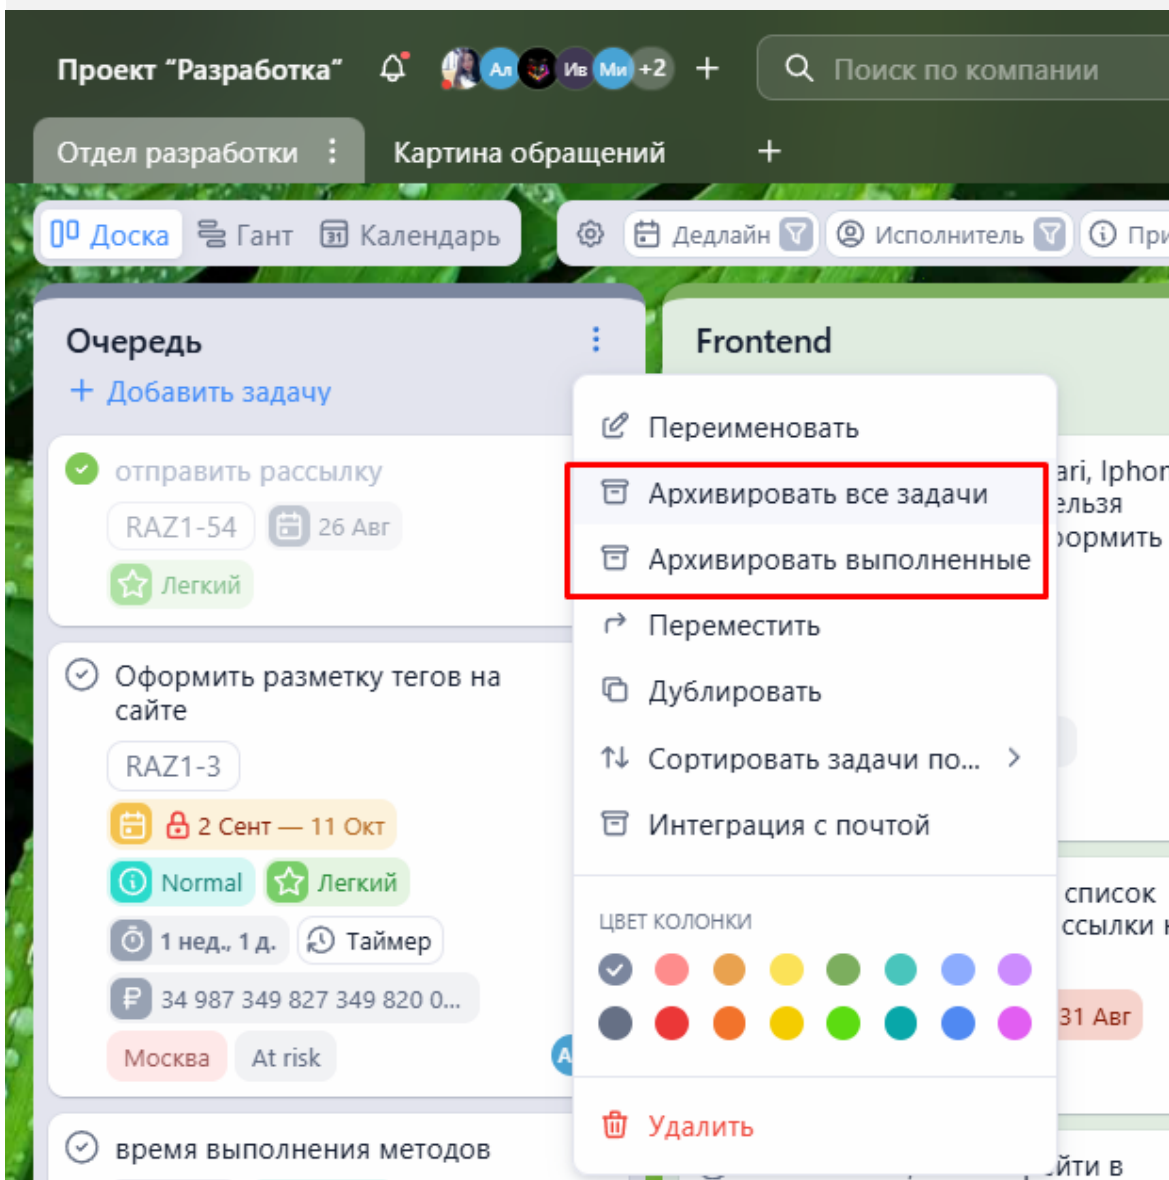 Проект “Разработка”
Ал
Ив
Ми
+2
Поиск по компании
Отдел разработки
Картина обращений
Доска
Гант
31
Календарь
Дедлайн
Исполнитель
При
Очередь
Frontend
+ Добавить задачу
отправить рассылку
RAZ1-54
26 Авг
Легкий
Оформить разметку тегов на
сайте
RAZ1-3
2 Сент — 11 Окт
Normal
Легкий
1 нед., 1 д.
Таймер
₽
34 987 349 827 349 820 0...
Москва
At risk
А
время выполнения методов
Переименовать
Архивировать все задачи
Архивировать выполненные
Переместить
Дублировать
Сортировать задачи по...
Интеграция с почтой
ЦВЕТ КОЛОНКИ
Удалить
ari, Iphon
ельзя
формить
список
ссылки н
31 Авг
йти в